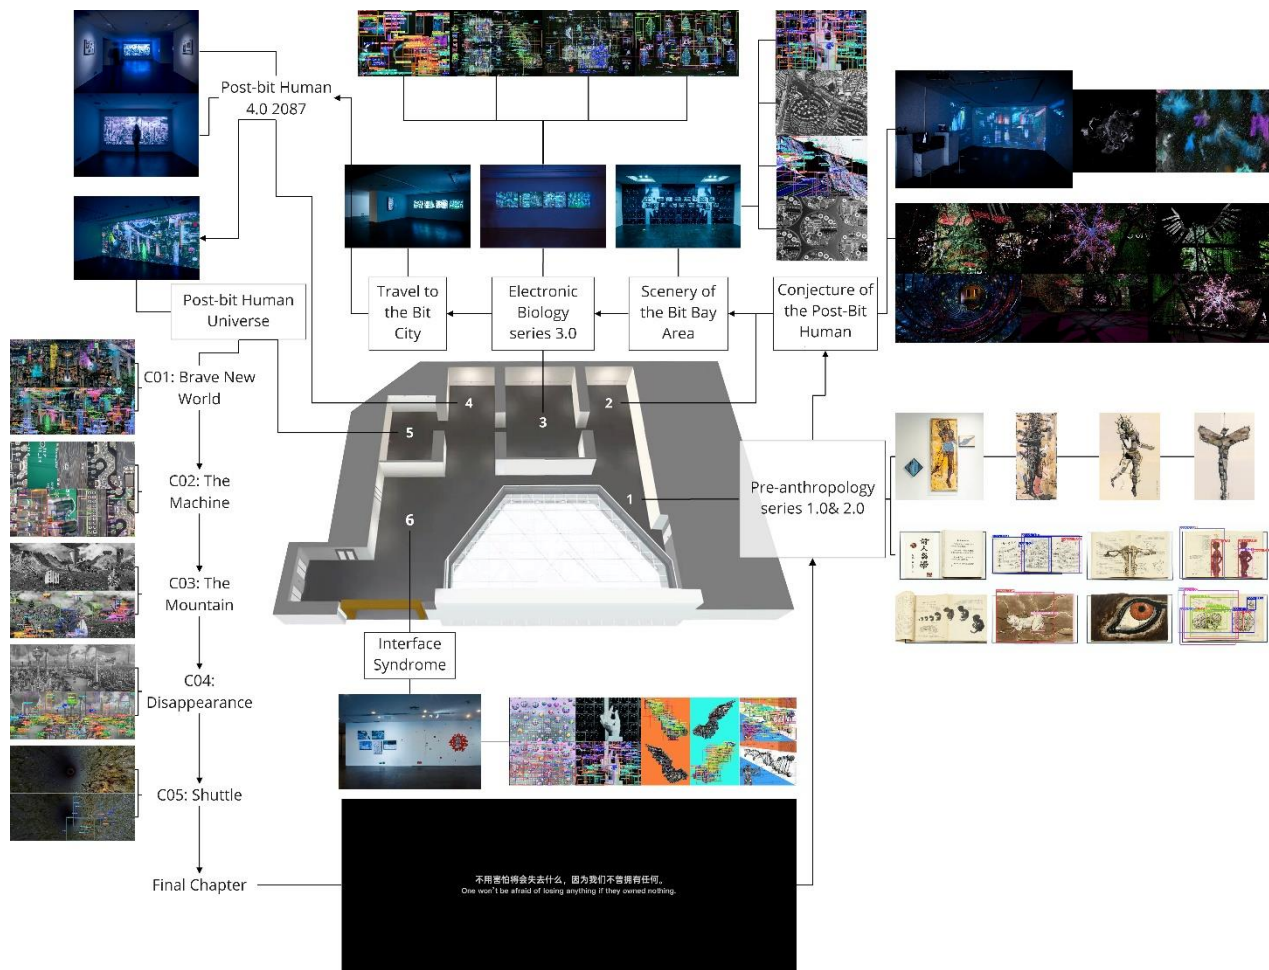 Post-bit Human
4.0 2087
Travel to
the Bit
City
Electronic
Biology
series 3.0
Scenery of
the Bit Bay
Area
Conjecture of
the Post-Bit
Human
Post-bit Human
Universe
C01: Brave New
World
C02: The
Machine
C03: The
Mountain
C04:
Disappearance
C05: Shuttle
Final Chapter
1
2
3
4
5
6
Pre-anthropology
series 1.0& 2.0
Interface
Syndrome
不用害怕将会失去什么，因为我们不曾拥有任何。
One won't be afraid of losing anything if they owned nothing.